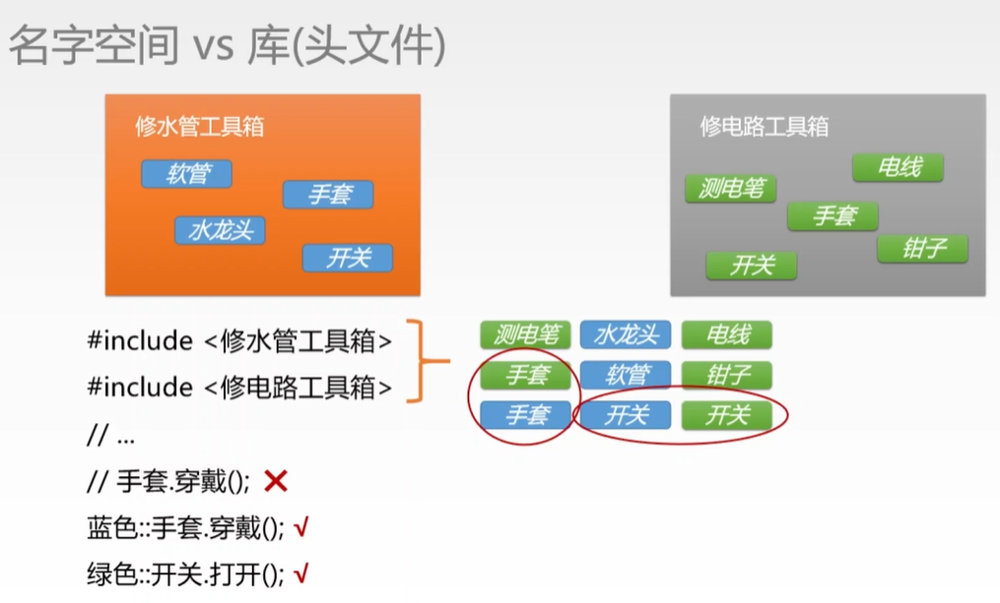 名字空间 vs 库(头文件)
修水管工具箱
软管
手套
水龙头
开关
修电路工具箱
电线
测电笔
手套
钳子
开关
#include <修水管工具箱>
#include <修电路工具箱>
// ...
// 手套.穿戴(); ×
蓝色::手套.穿戴(); √
绿色::开关.打开(); √
测电笔 水龙头 电线
手套 软管 钳子
手套 开关 开关